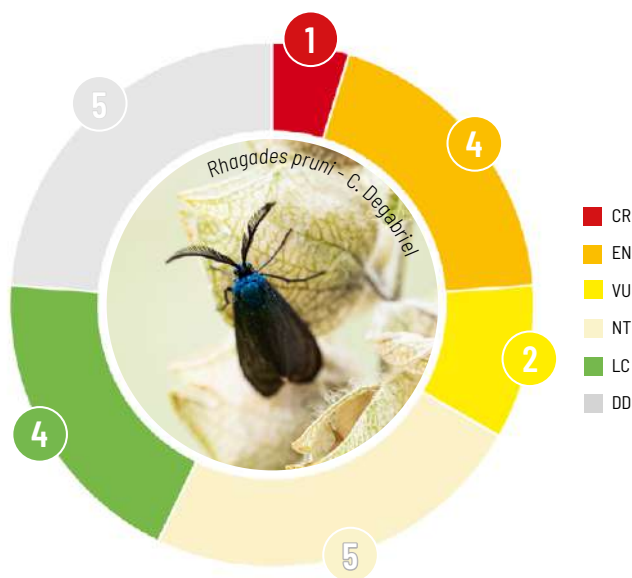 1
4
2
5
4
5
Rhagades pruni - C. Degabriel
CR
EN
VU
NT
LC
DD